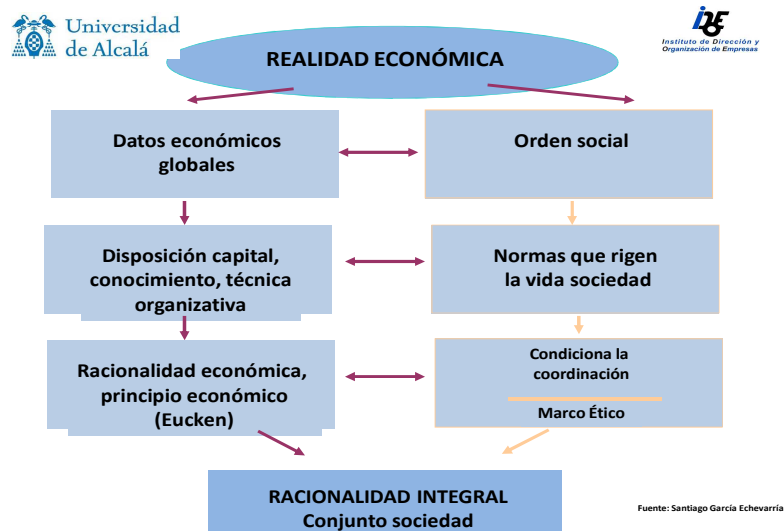 Universidad
de Alcalá
Instituto de Dirección y
Organización de Empresas
REALIDAD ECONÓMICA
Datos económicos
globales
Orden social
Disposición capital,
conocimiento, técnica
organizativa
Normas que rigen
la vida sociedad
Racionalidad económica,
principio económico
(Eucken)
Condiciona la
coordinación
Marco Ético
RACIONALIDAD INTEGRAL
Conjunto sociedad
Fuente: Santiago García Echevarría